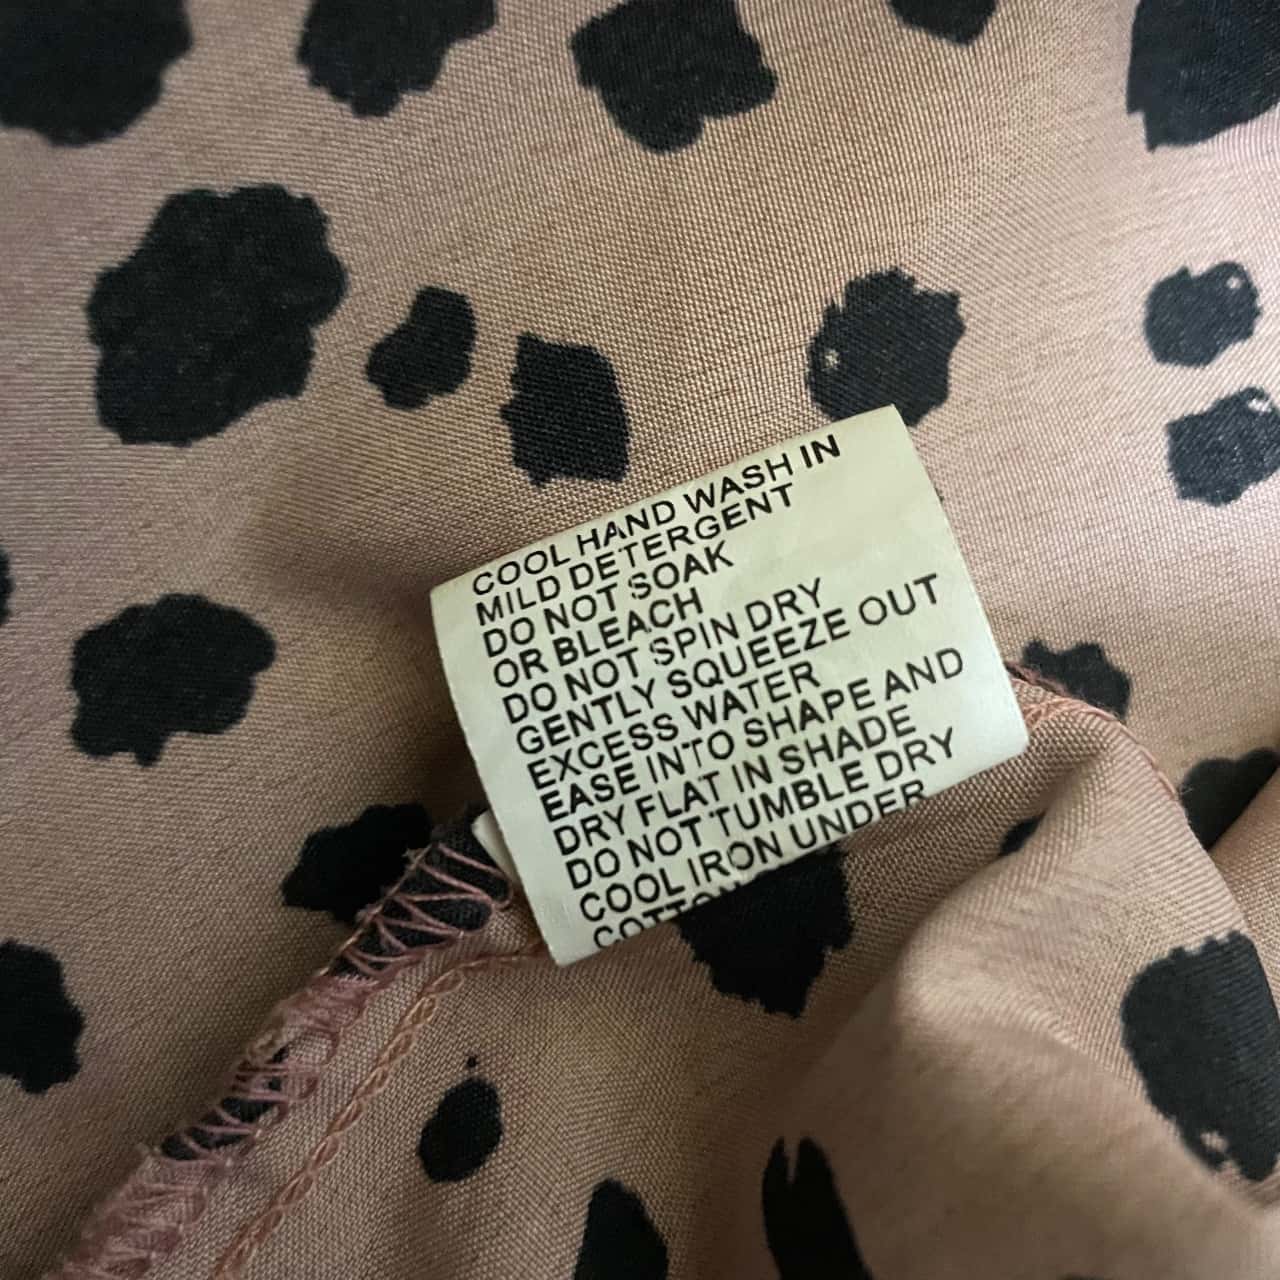 COOL HAND WASH IN
MILD DETERGENT
DO NOT SOAK
OR BLEACH
DO NOT SPIN DRY
GENTLY SQUEEZE OUT
EXCESS WATER
EASE INTO SHAPE AND
DRY FLAT IN SHADE
DO NOT TUMBLE DRY
COOL IRON UNDER
COTTON